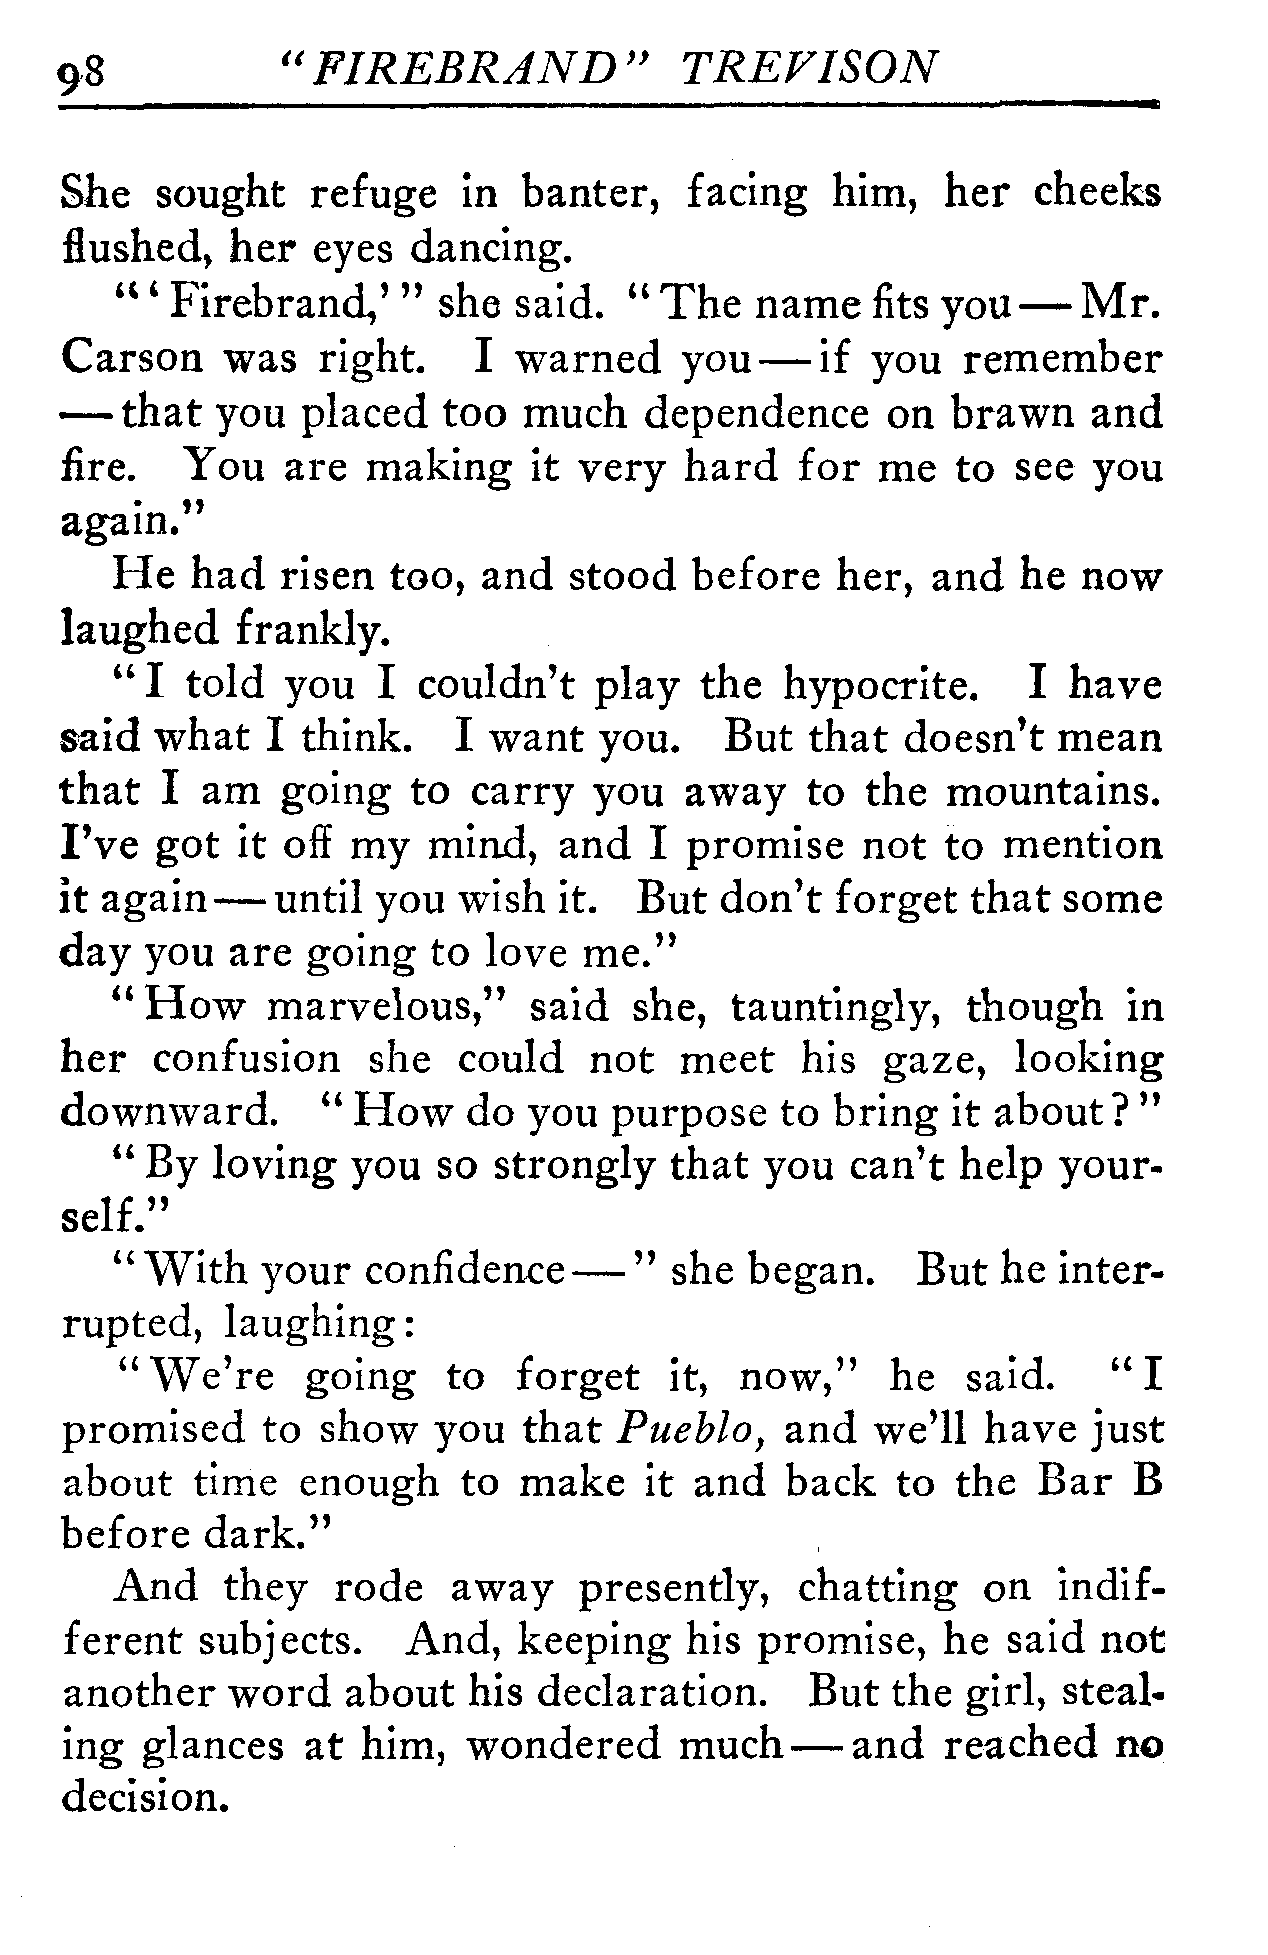 98 "FIREBRAND" TREVISON
She sought refuge in banter, facing him, her cheeks
flushed, her eyes dancing.
"'Firebrand,'" she said. "The name fits you—Mr.
Carson was right. I warned you—if you remember
—that you placed too much dependence on brawn and
fire. You are making it very hard for me to see you
again."
He had risen too, and stood before her, and he now
laughed frankly.
"I told you I couldn't play the hypocrite. I have
said what I think. I want you. But that doesn't mean
that I am going to carry you away to the mountains.
I've got it off my mind, and I promise not to mention
it again—until you wish it. But don't forget that some
day you are going to love me."
"How marvelous," said she, tauntingly, though in
her confusion she could not meet his gaze, looking
downward. "How do you purpose to bring it about?"
"By loving you so strongly that you can't help your-
self."
"With your confidence—" she began. But he inter-
rupted, laughing:
"We're going to forget it, now," he said. "I
promised to show you that Pueblo, and we'll have just
about time enough to make it and back to the Bar B
before dark."
And they rode away presently, chatting on indif-
ferent subjects. And, keeping his promise, he said not
another word about his declaration. But the girl, steal-
ing glances at him, wondered much—and reached no
decision.